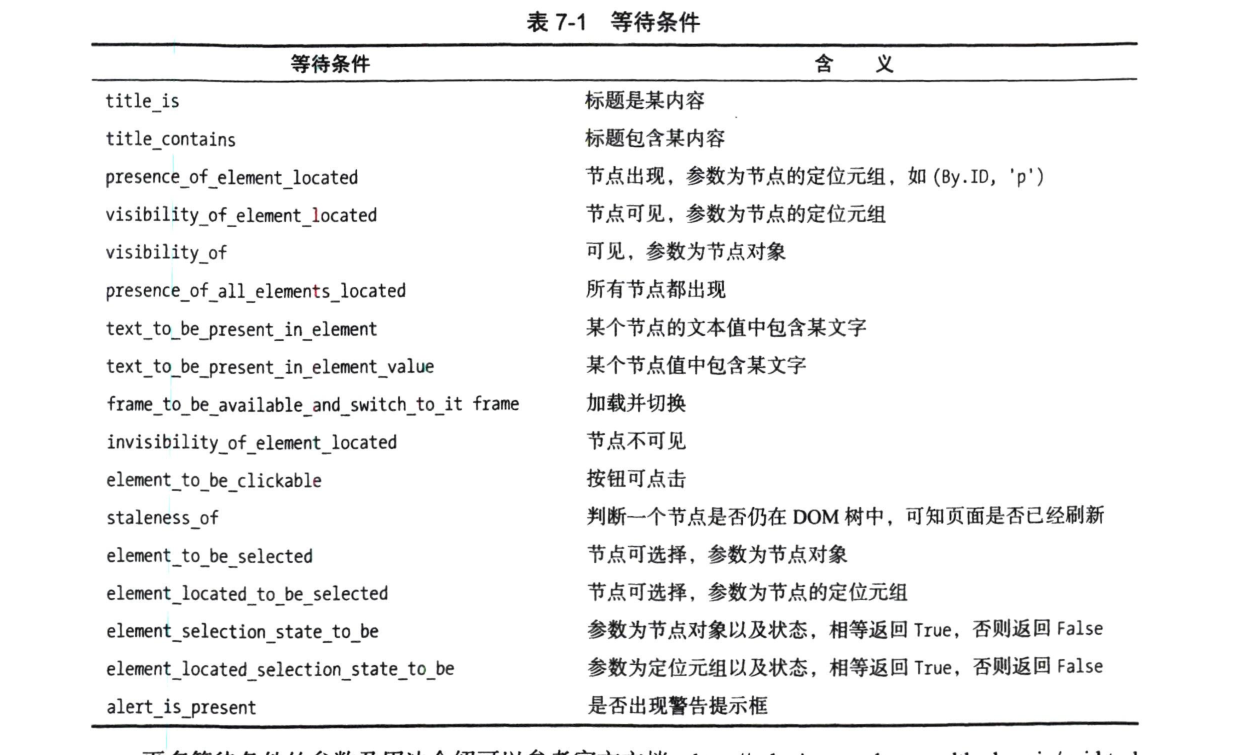 表 7-1 等待条件
等待条件 含 义
title_is 标题是某内容
title_contains 标题包含某内容
presence_of_element_located 节点出现，参数为节点的定位元组，如 (By.ID, 'p')
visibility_of_element_located 节点可见，参数为节点的定位元组
visibility_of 可见，参数为节点对象
presence_of_all_elements_located 所有节点都出现
text_to_be_present_in_element 某个节点的文本值中包含某文字
text_to_be_present_in_element_value 某个节点值中包含某文字
frame_to_be_available_and_switch_to_it frame 加载并切换
invisibility_of_element_located 节点不可见
element_to_be_clickable 按钮可点击
staleness_of 判断一个节点是否仍在 DOM 树中，可知页面是否已经刷新
element_to_be_selected 节点可选择，参数为节点对象
element_located_to_be_selected 节点可选择，参数为节点的定位元组
element_selection_state_to_be 参数为节点对象以及状态，相等返回 True，否则返回 False
element_located_selection_state_to_be 参数为定位元组以及状态，相等返回 True，否则返回 False
alert_is_present 是否出现警告提示框